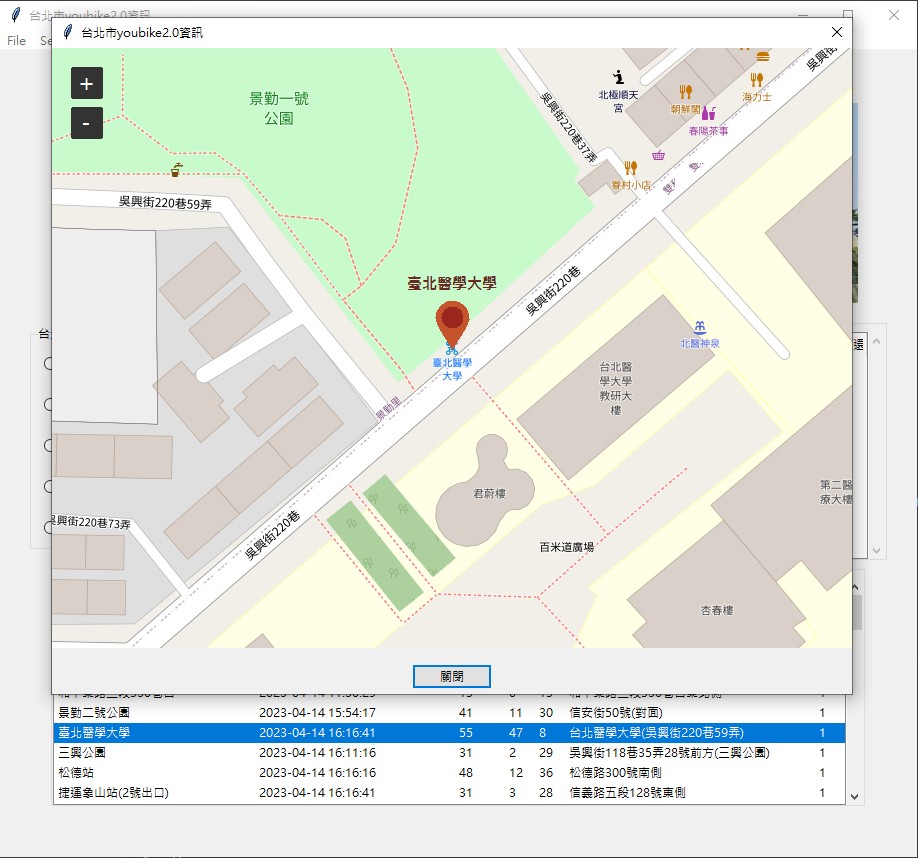 台北市youbike2.0資訊
File
台北市youbike2.0資訊
+
-
景勤一號
公園
吳興街220巷37弄
北極順天
宮
朝鮮閣
海力士
春陽茶事
眷村小店
吳興街220巷59弄
臺北醫學大學
臺北醫學
大學
吳興街220巷
北醫神泉
台北醫
學大學
教研大
樓
景勤里
君蔚樓
第二醫
療大樓
吳興街220巷73弄
吳興街220巷
百米道廣場
杏春樓
關閉
景勤二號公園 2023-04-14 15:54:17 41 11 30 信安街50號(對面) 1
臺北醫學大學 2023-04-14 16:16:41 55 47 8 台北醫學大學(吳興街220巷59弄) 1
三興公園 2023-04-14 16:11:16 31 2 29 吳興街118巷35弄28號前方(三興公園) 1
松德站 2023-04-14 16:16:16 48 12 36 松德路300號南側 1
捷運象山站(2號出口) 2023-04-14 16:16:41 31 3 28 信義路五段128號東側 1